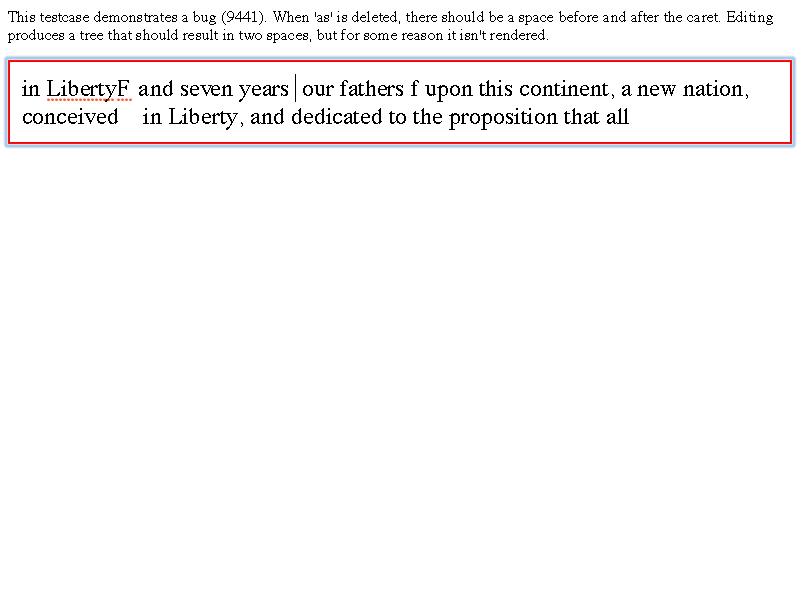 This testcase demonstrates a bug (9441). When 'as' is deleted, there should be a space before and after the caret. Editing
produces a tree that should result in two spaces, but for some reason it isn't rendered.
in LibertyF and seven years our fathers f upon this continent, a new nation,
conceived    in Liberty, and dedicated to the proposition that all